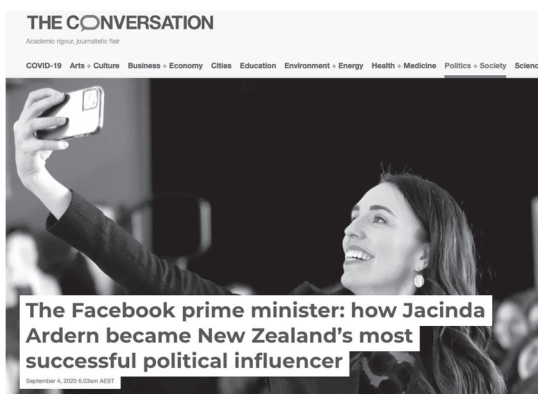 THE CONVERSATION
Academic rigour, journalistic flair
COVID-19 Arts + Culture Business + Economy Cities Education Environment + Energy Health + Medicine Politics + Society Scienc
The Facebook prime minister: how Jacinda
Ardern became New Zealand's most
successful political influencer
September 4, 2020 6.03am AEST